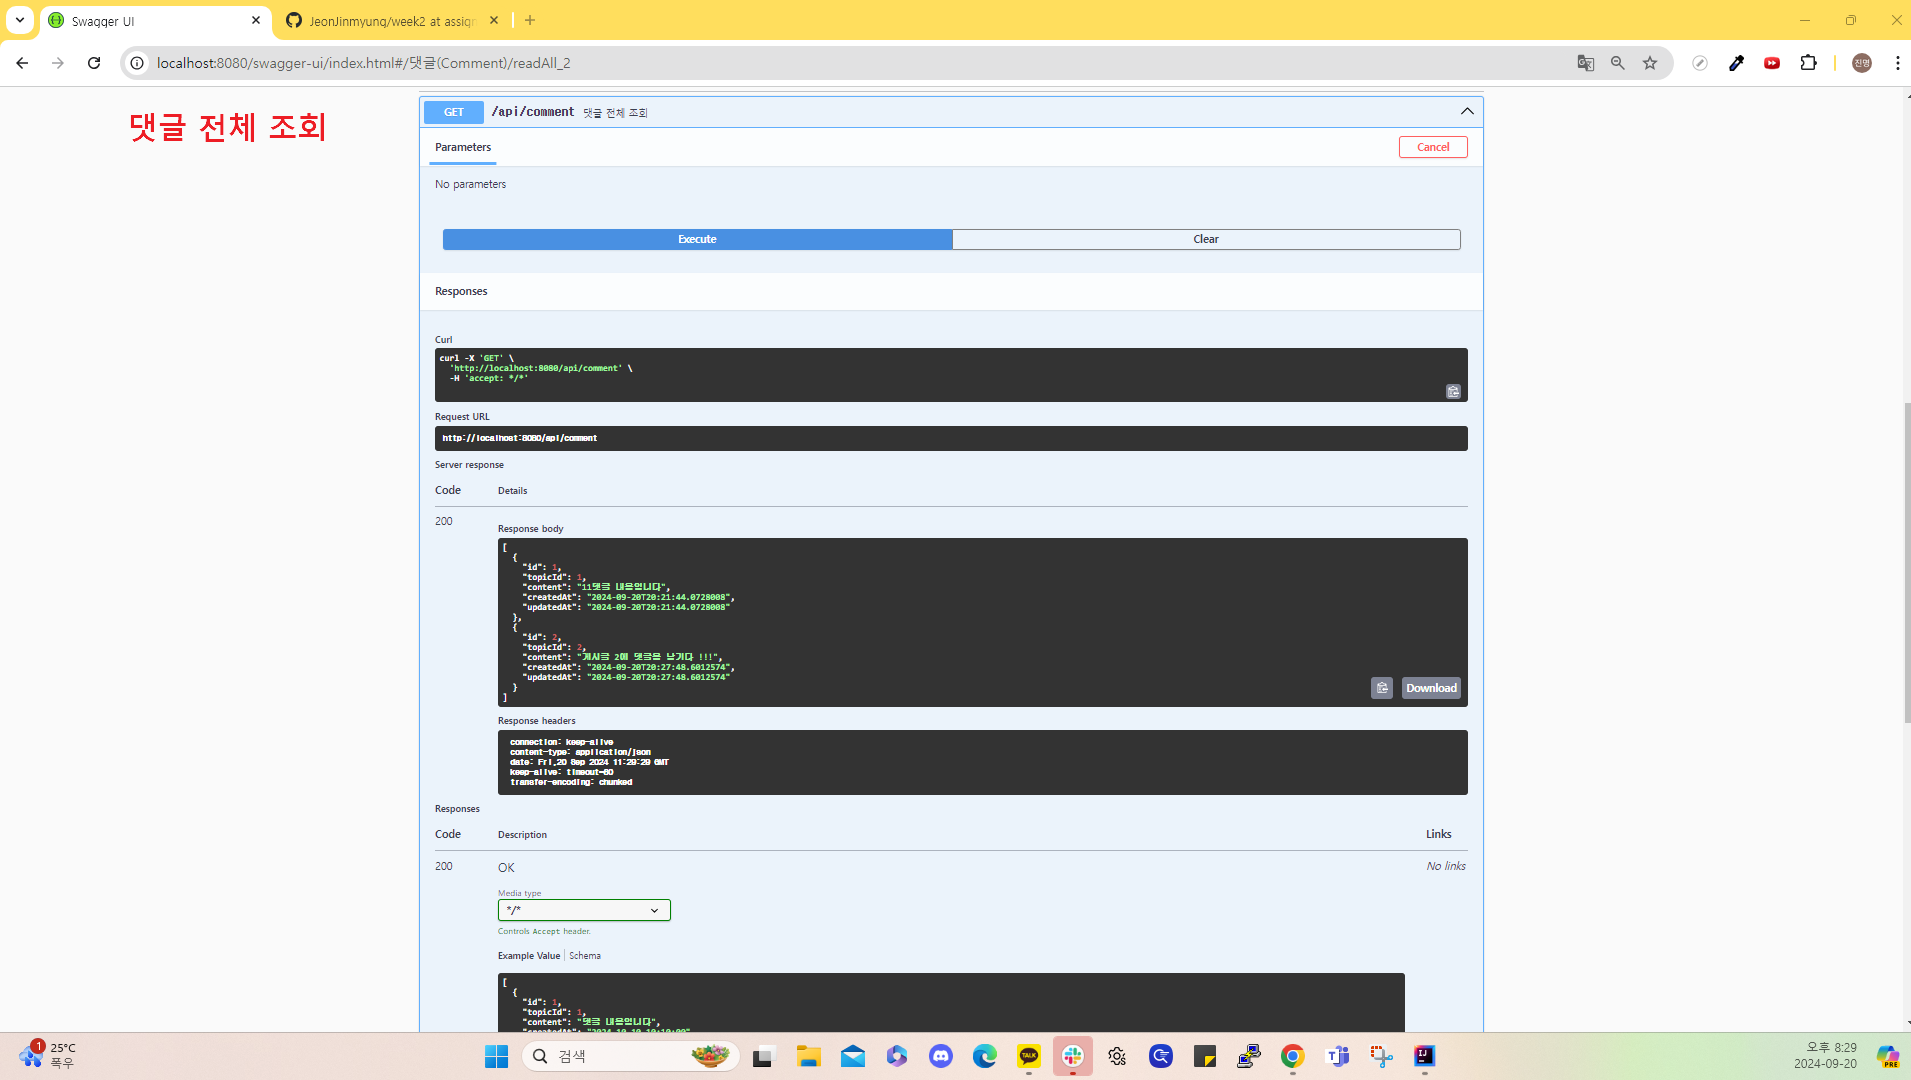 Swagger UI
JeonJinmyung/week2 at assign
localhost:8080/swagger-ui/index.html#/댓글(Comment)/readAll_2
진명
댓글 전체 조회
GET /api/comment 댓글 전체 조회
Parameters
Cancel
No parameters
Execute
Clear
Responses
Curl
curl -X 'GET' \
'http://localhost:8080/api/comment' \
-H 'accept: */*'
Request URL
http://localhost:8080/api/comment
Server response
Code Details
200
Response body
[
{
"id": 1,
"topicId": 1,
"content": "11댓글 내용입니다",
"createdAt": "2024-09-20T20:21:44.0728008",
"updatedAt": "2024-09-20T20:21:44.0728008"
},
{
"id": 2,
"topicId": 2,
"content": "게시글 2에 댓글을 남기다 !!!",
"createdAt": "2024-09-20T20:27:48.6012574",
"updatedAt": "2024-09-20T20:27:48.6012574"
}
]
Download
Response headers
connection: keep-alive
content-type: application/json
date: Fri,20 Sep 2024 11:29:29 GMT
keep-alive: timeout=60
transfer-encoding: chunked
Responses
Code Description Links
200 OK No links
Media type
*/*
Controls Accept header.
Example Value Schema
[
{
"id": 1,
"topicId": 1,
"content": "댓글 내용입니다",
1
25°C
폭우
검색
TALK
IJ
오후 8:29
2024-09-20
PRE